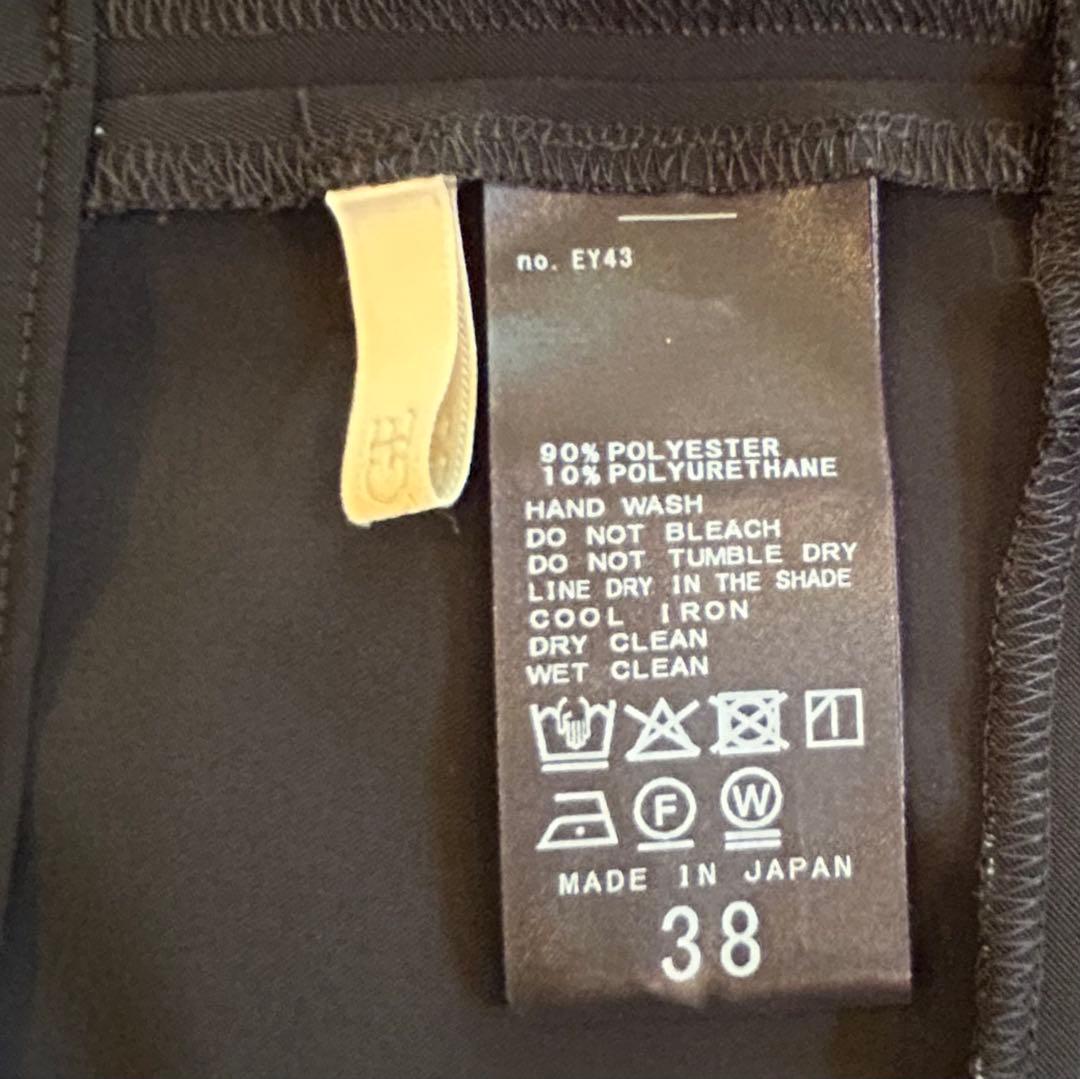 no. EY43
90% POLYESTER
10% POLYURETHANE
HAND WASH
DO NOT BLEACH
DO NOT TUMBLE DRY
LINE DRY IN THE SHADE
COOL IRON
DRY CLEAN
WET CLEAN
F W
MADE IN JAPAN
38